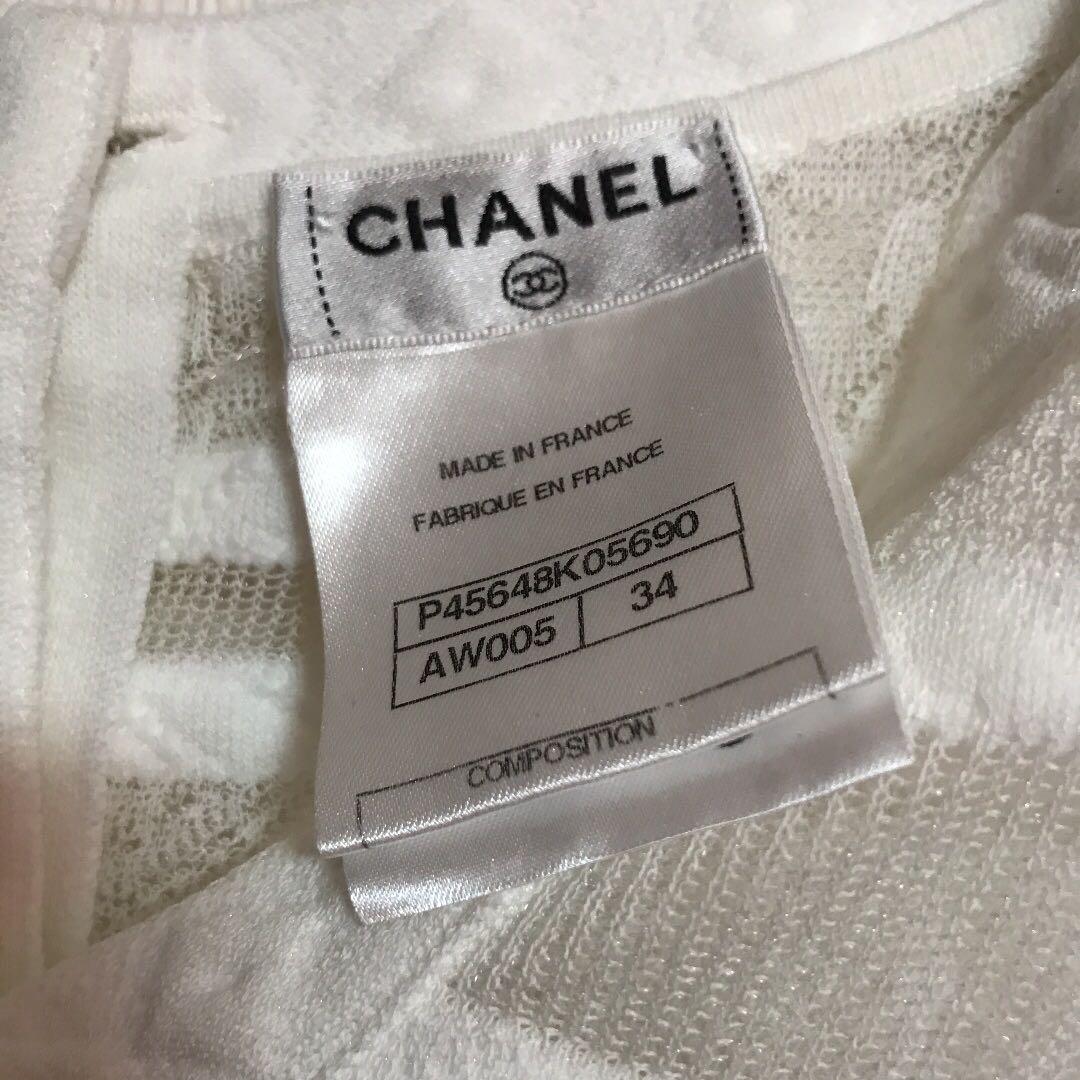 CHANEL
MADE IN FRANCE
FABRIQUE EN FRANCE
P45648K05690
AW005 34
COMPOSITION